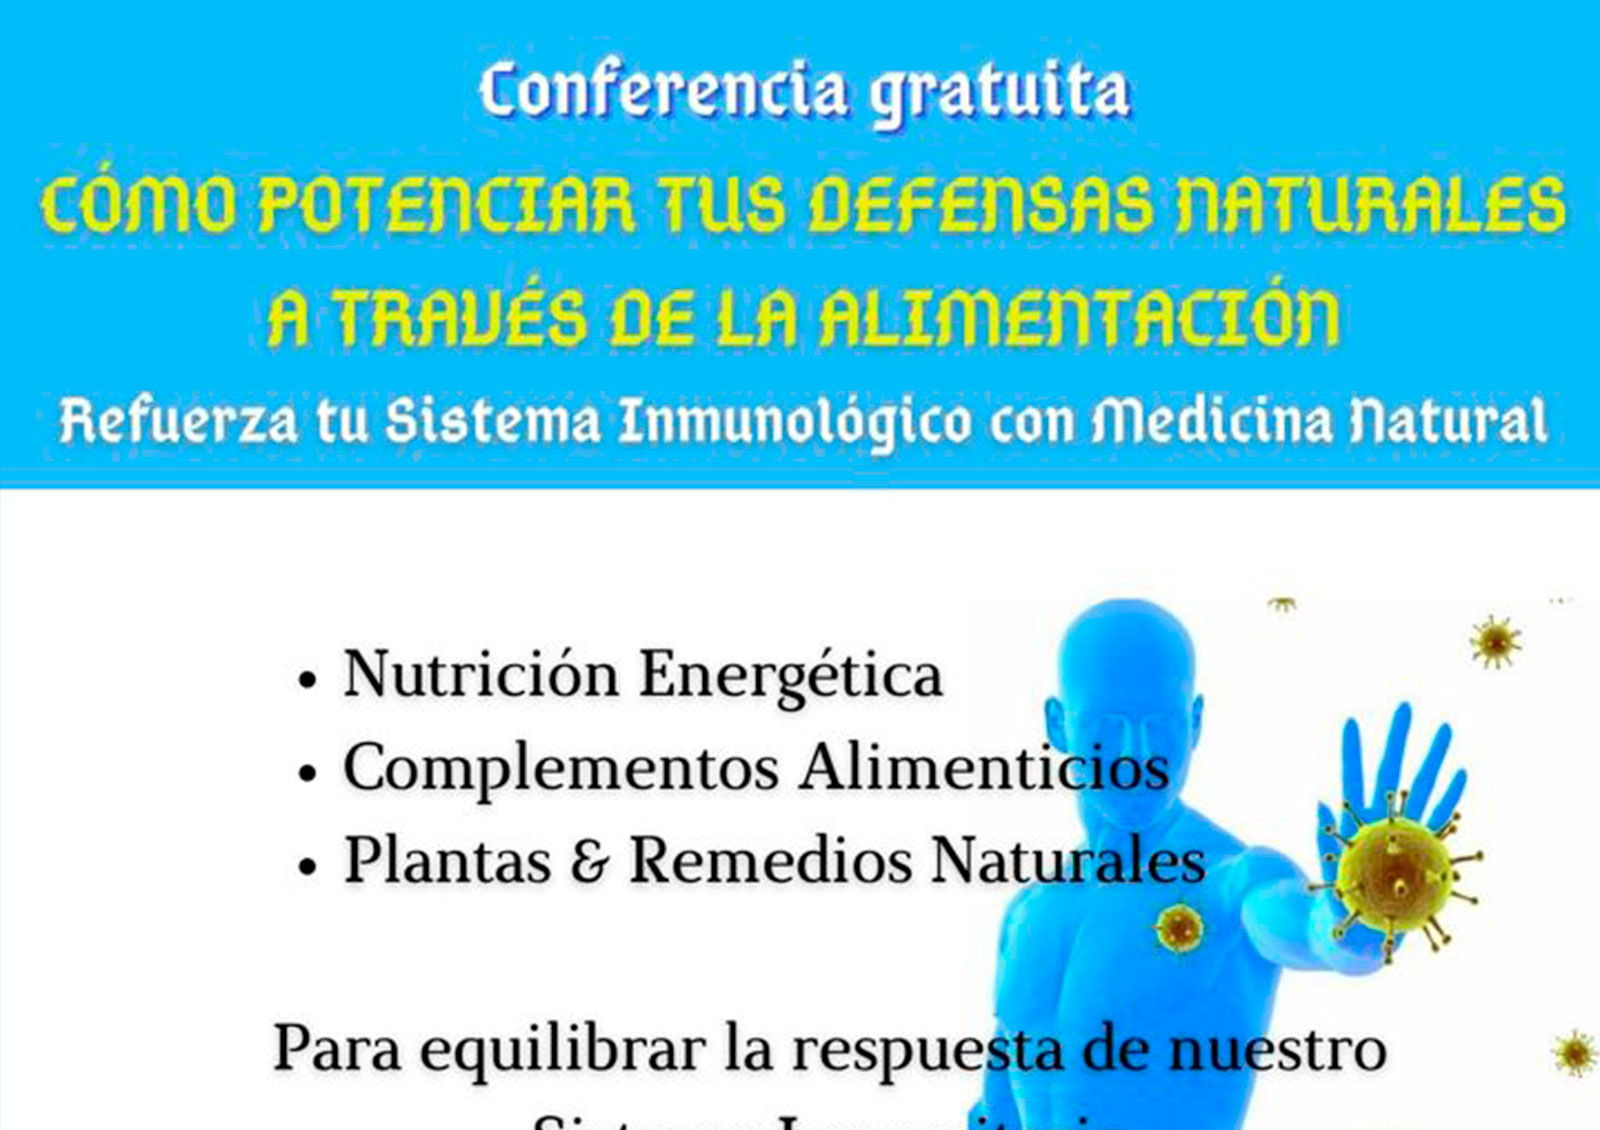 Conferencia gratuita
CÓMO POTENCIAR TUS DEFENSAS NATURALES
A TRAVÉS DE LA ALIMENTACIÓN
Refuerza tu Sistema Inmunológico con Medicina Natural
• Nutrición Energética
• Complementos Alimenticios
• Plantas & Remedios Naturales
Para equilibrar la respuesta de nuestro